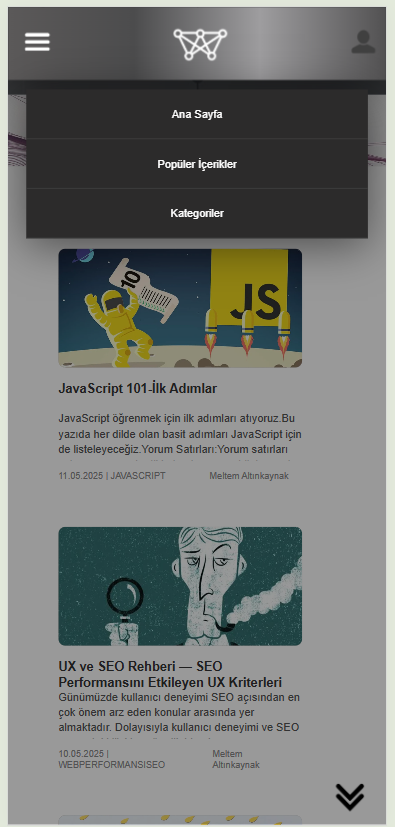 Ana Sayfa
Popüler İçerikler
Kategoriler
10
JS
JavaScript 101-İlk Adımlar
JavaScript öğrenmek için ilk adımları atıyoruz.Bu
yazıda her dilde olan basit adımları JavaScript için
de listeleyeceğiz.Yorum Satırları:Yorum satırları
11.05.2025 | JAVASCRIPT
Meltem Altınkaynak
UX ve SEO Rehberi — SEO
Performansını Etkileyen UX Kriterleri
Günümüzde kullanıcı deneyimi SEO açısından en
çok önem arz eden konular arasında yer
almaktadır. Dolayısıyla kullanıcı deneyimi ve SEO
10.05.2025 |
WEBPERFORMANSISEO
Meltem
Altınkaynak